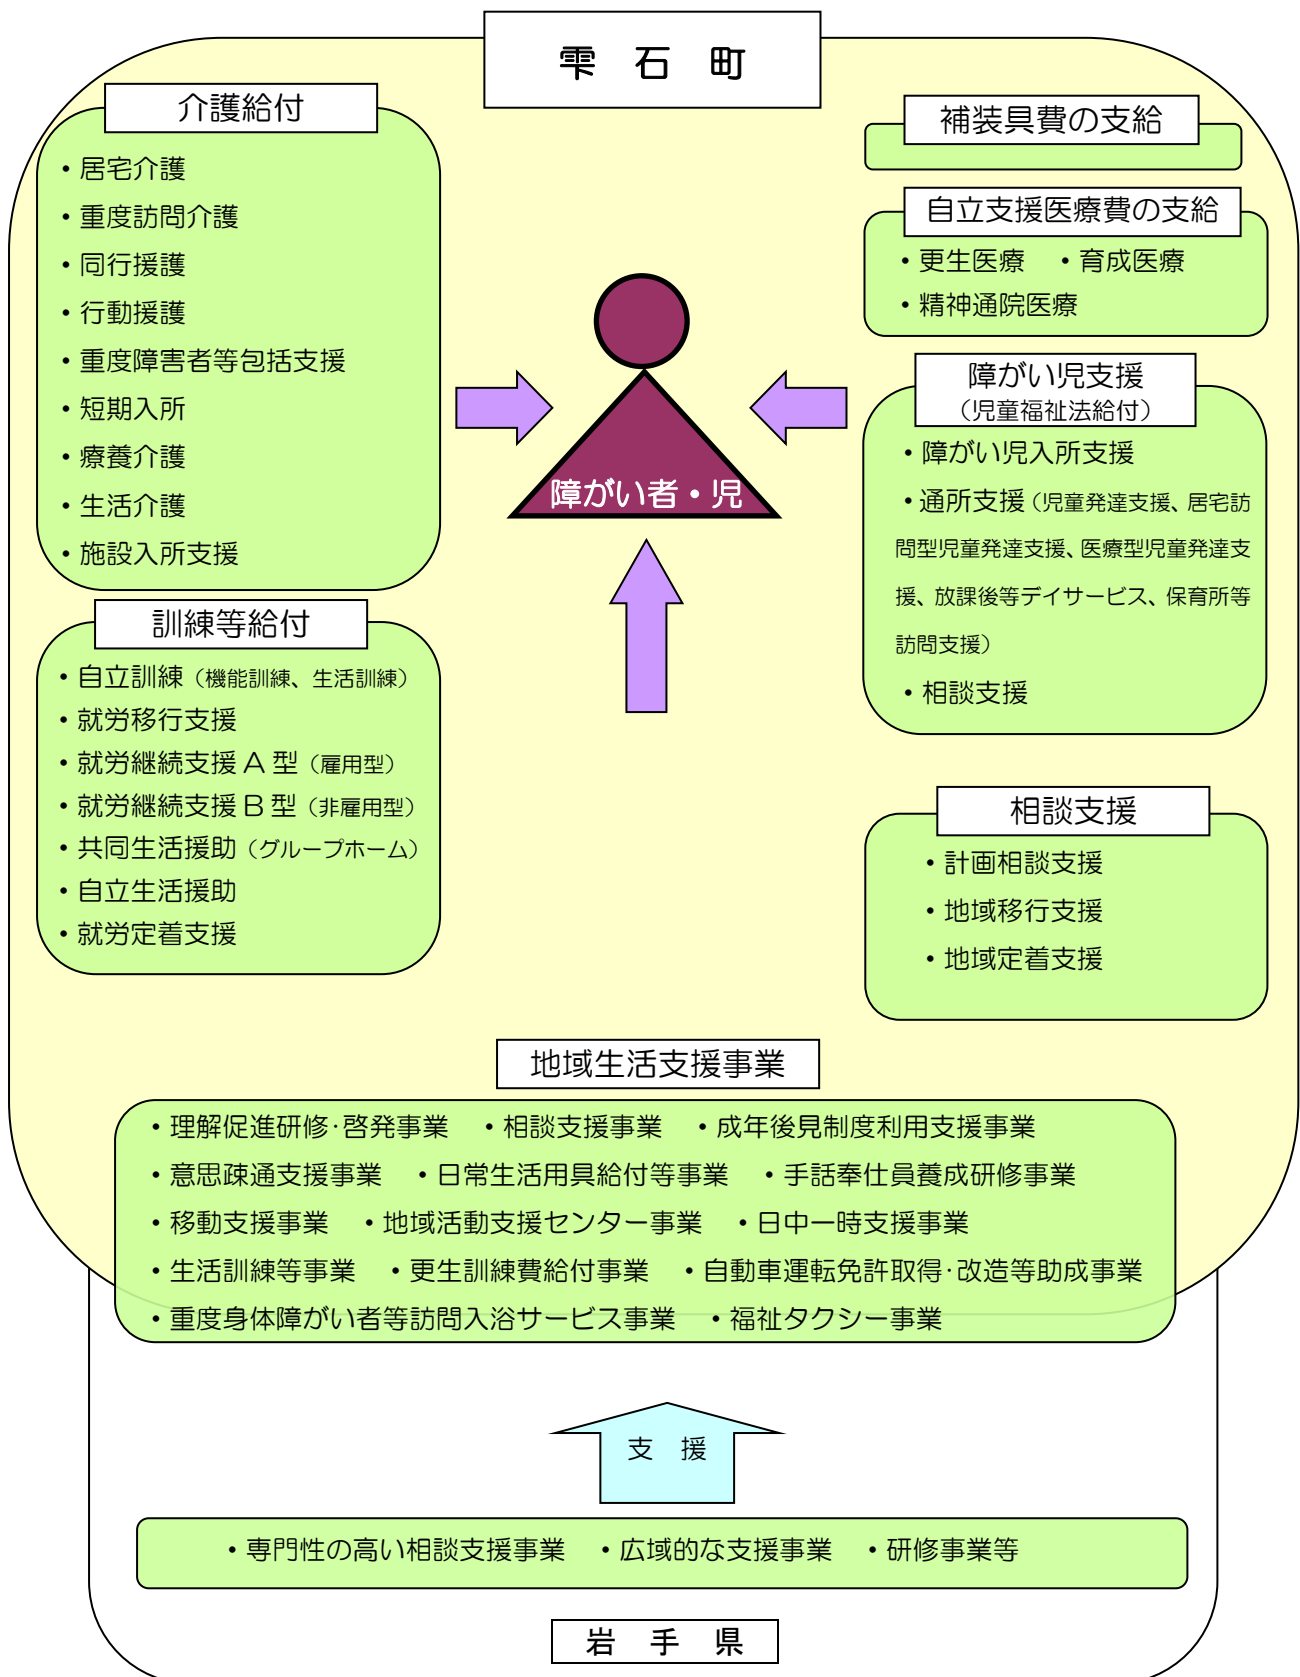 雫 石 町
介護給付
・居宅介護
・重度訪問介護
・同行援護
・行動援護
・重度障害者等包括支援
・短期入所
・療養介護
・生活介護
・施設入所支援
訓練等給付
・自立訓練（機能訓練、生活訓練）
・就労移行支援
・就労継続支援A型（雇用型）
・就労継続支援B型（非雇用型）
・共同生活援助（グループホーム）
・自立生活援助
・就労定着支援
障がい者・児
補装具費の支給
自立支援医療費の支給
・更生医療 ・育成医療
・精神通院医療
障がい児支援
（児童福祉法給付）
・障がい児入所支援
・通所支援（児童発達支援、居宅訪
問型児童発達支援、医療型児童発達支
援、放課後等デイサービス、保育所等
訪問支援）
・相談支援
相談支援
・計画相談支援
・地域移行支援
・地域定着支援
地域生活支援事業
・理解促進研修･啓発事業 ・相談支援事業 ・成年後見制度利用支援事業
・意思疎通支援事業 ・日常生活用具給付等事業 ・手話奉仕員養成研修事業
・移動支援事業 ・地域活動支援センター事業 ・日中一時支援事業
・生活訓練等事業 ・更生訓練費給付事業 ・自動車運転免許取得･改造等助成事業
・重度身体障がい者等訪問入浴サービス事業 ・福祉タクシー事業
支 援
・専門性の高い相談支援事業 ・広域的な支援事業 ・研修事業等
岩 手 県